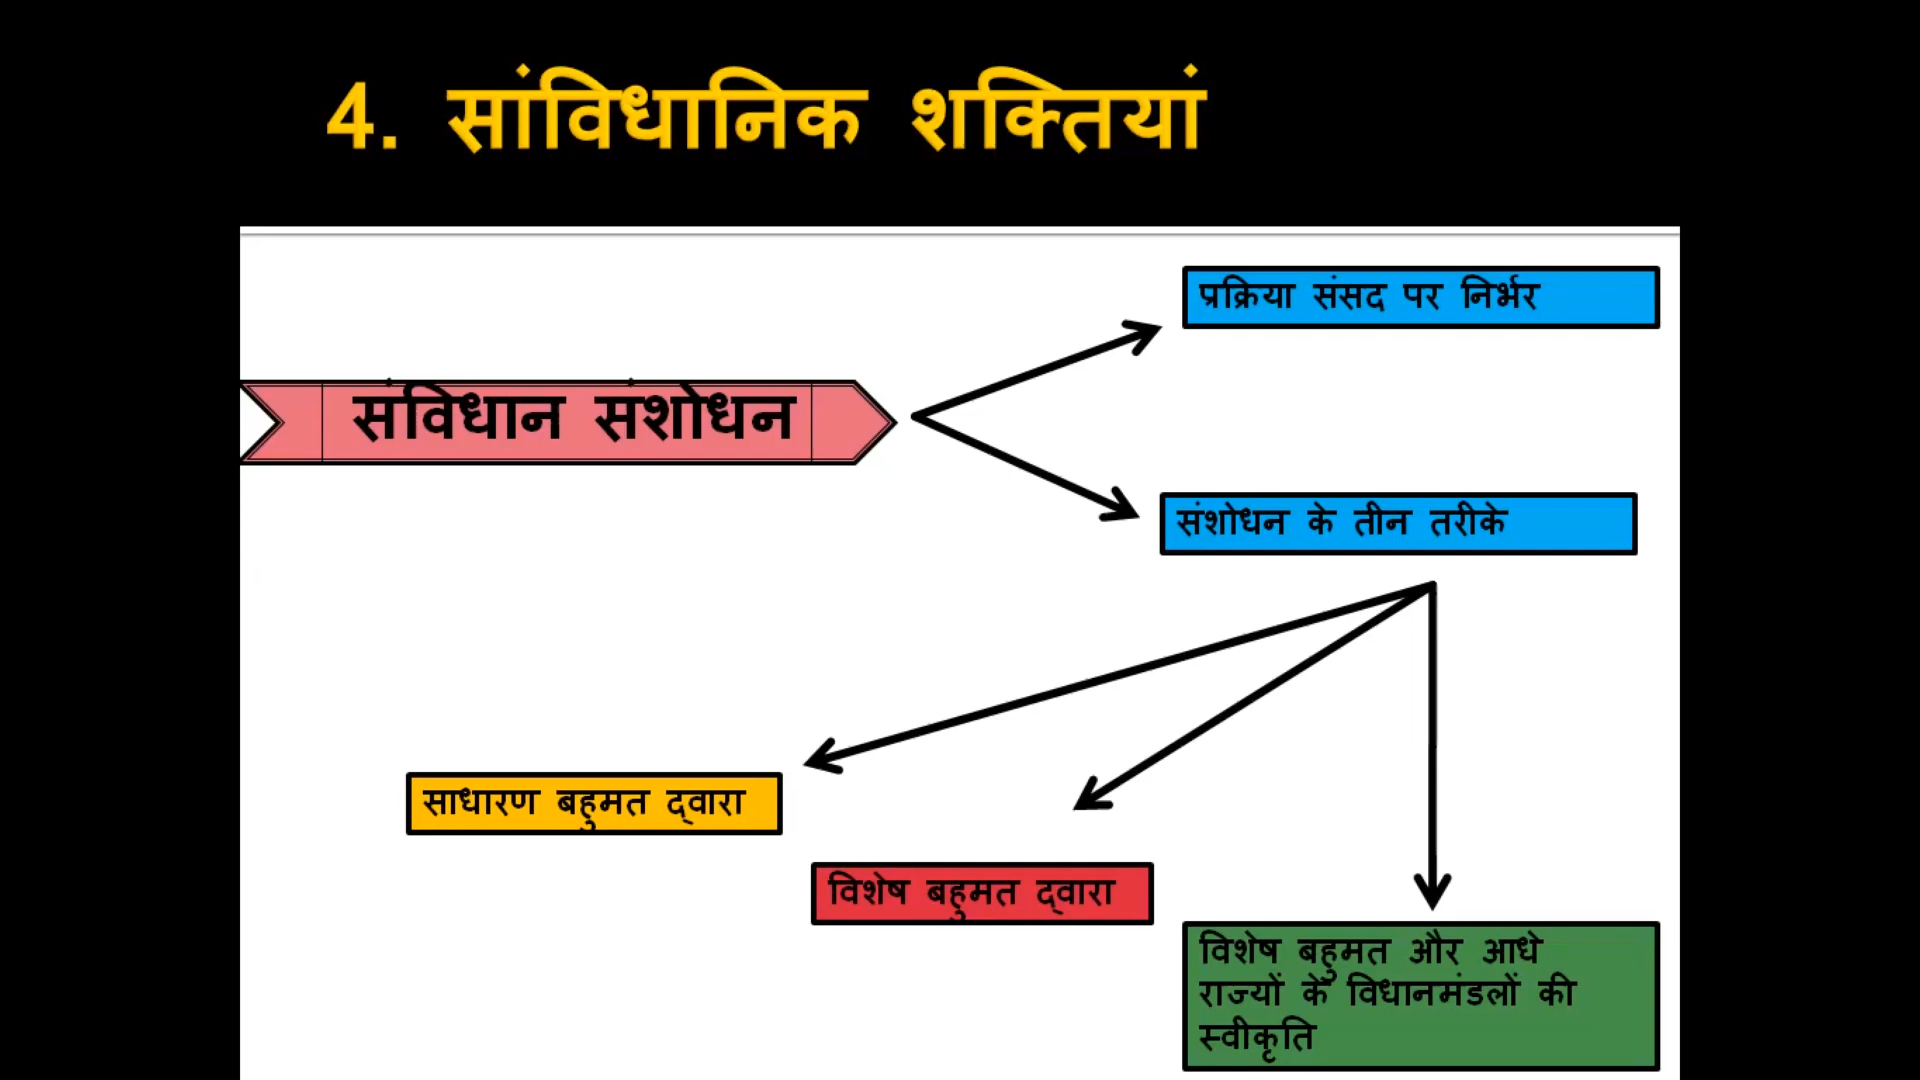 4. सांविधानिक शक्तियां
प्रक्रिया संसद पर निर्भर
संविधान संशोधन
संशोधन के तीन तरीके
साधारण बहुमत द्वारा
विशेष बहुमत द्वारा
विशेष बहुमत और आधे
राज्यों के विधानमंडलों की
स्वीकृति